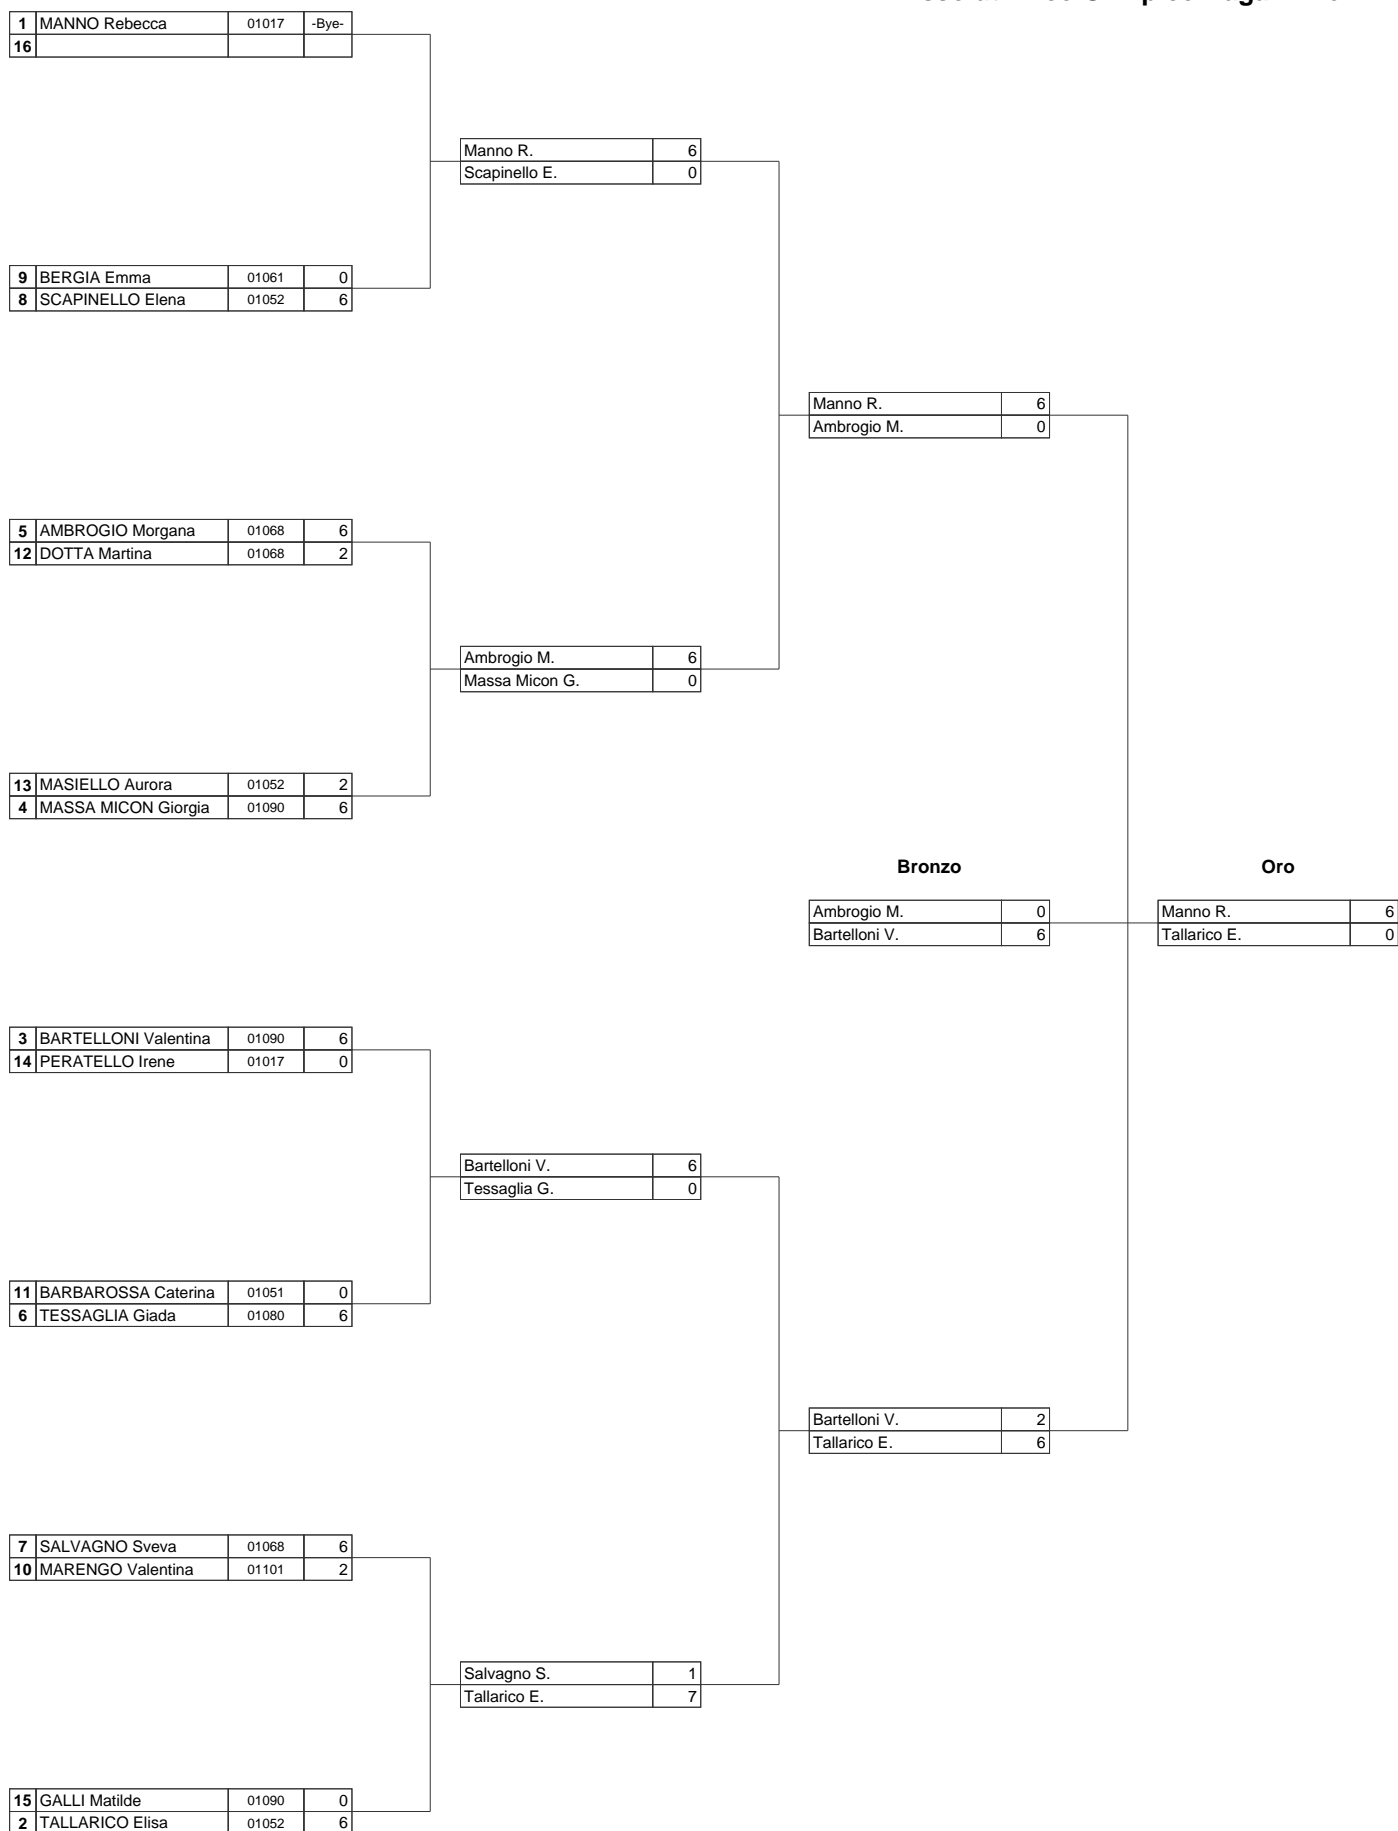 1 MANNO Rebecca 01017 -Bye-
16
Manno R. 6
Scapinello E. 0
9 BERGIA Emma 01061 0
8 SCAPINELLO Elena 01052 6
Manno R. 6
Ambrogio M. 0
5 AMBROGIO Morgana 01068 6
12 DOTTA Martina 01068 2
Ambrogio M. 6
Massa Micon G. 0
13 MASIELLO Aurora 01052 2
4 MASSA MICON Giorgia 01090 6
Bronzo Oro
Ambrogio M. 0 Manno R. 6
Bartelloni V. 6 Tallarico E. 0
3 BARTELLONI Valentina 01090 6
14 PERATELLO Irene 01017 0
Bartelloni V. 6
Tessaglia G. 0
11 BARBAROSSA Caterina 01051 0
6 TESSAGLIA Giada 01080 6
Bartelloni V. 2
Tallarico E. 6
7 SALVAGNO Sveva 01068 6
10 MARENGO Valentina 01101 2
Salvagno S. 1
Tallarico E. 7
15 GALLI Matilde 01090 0
2 TALLARICO Elisa 01052 6